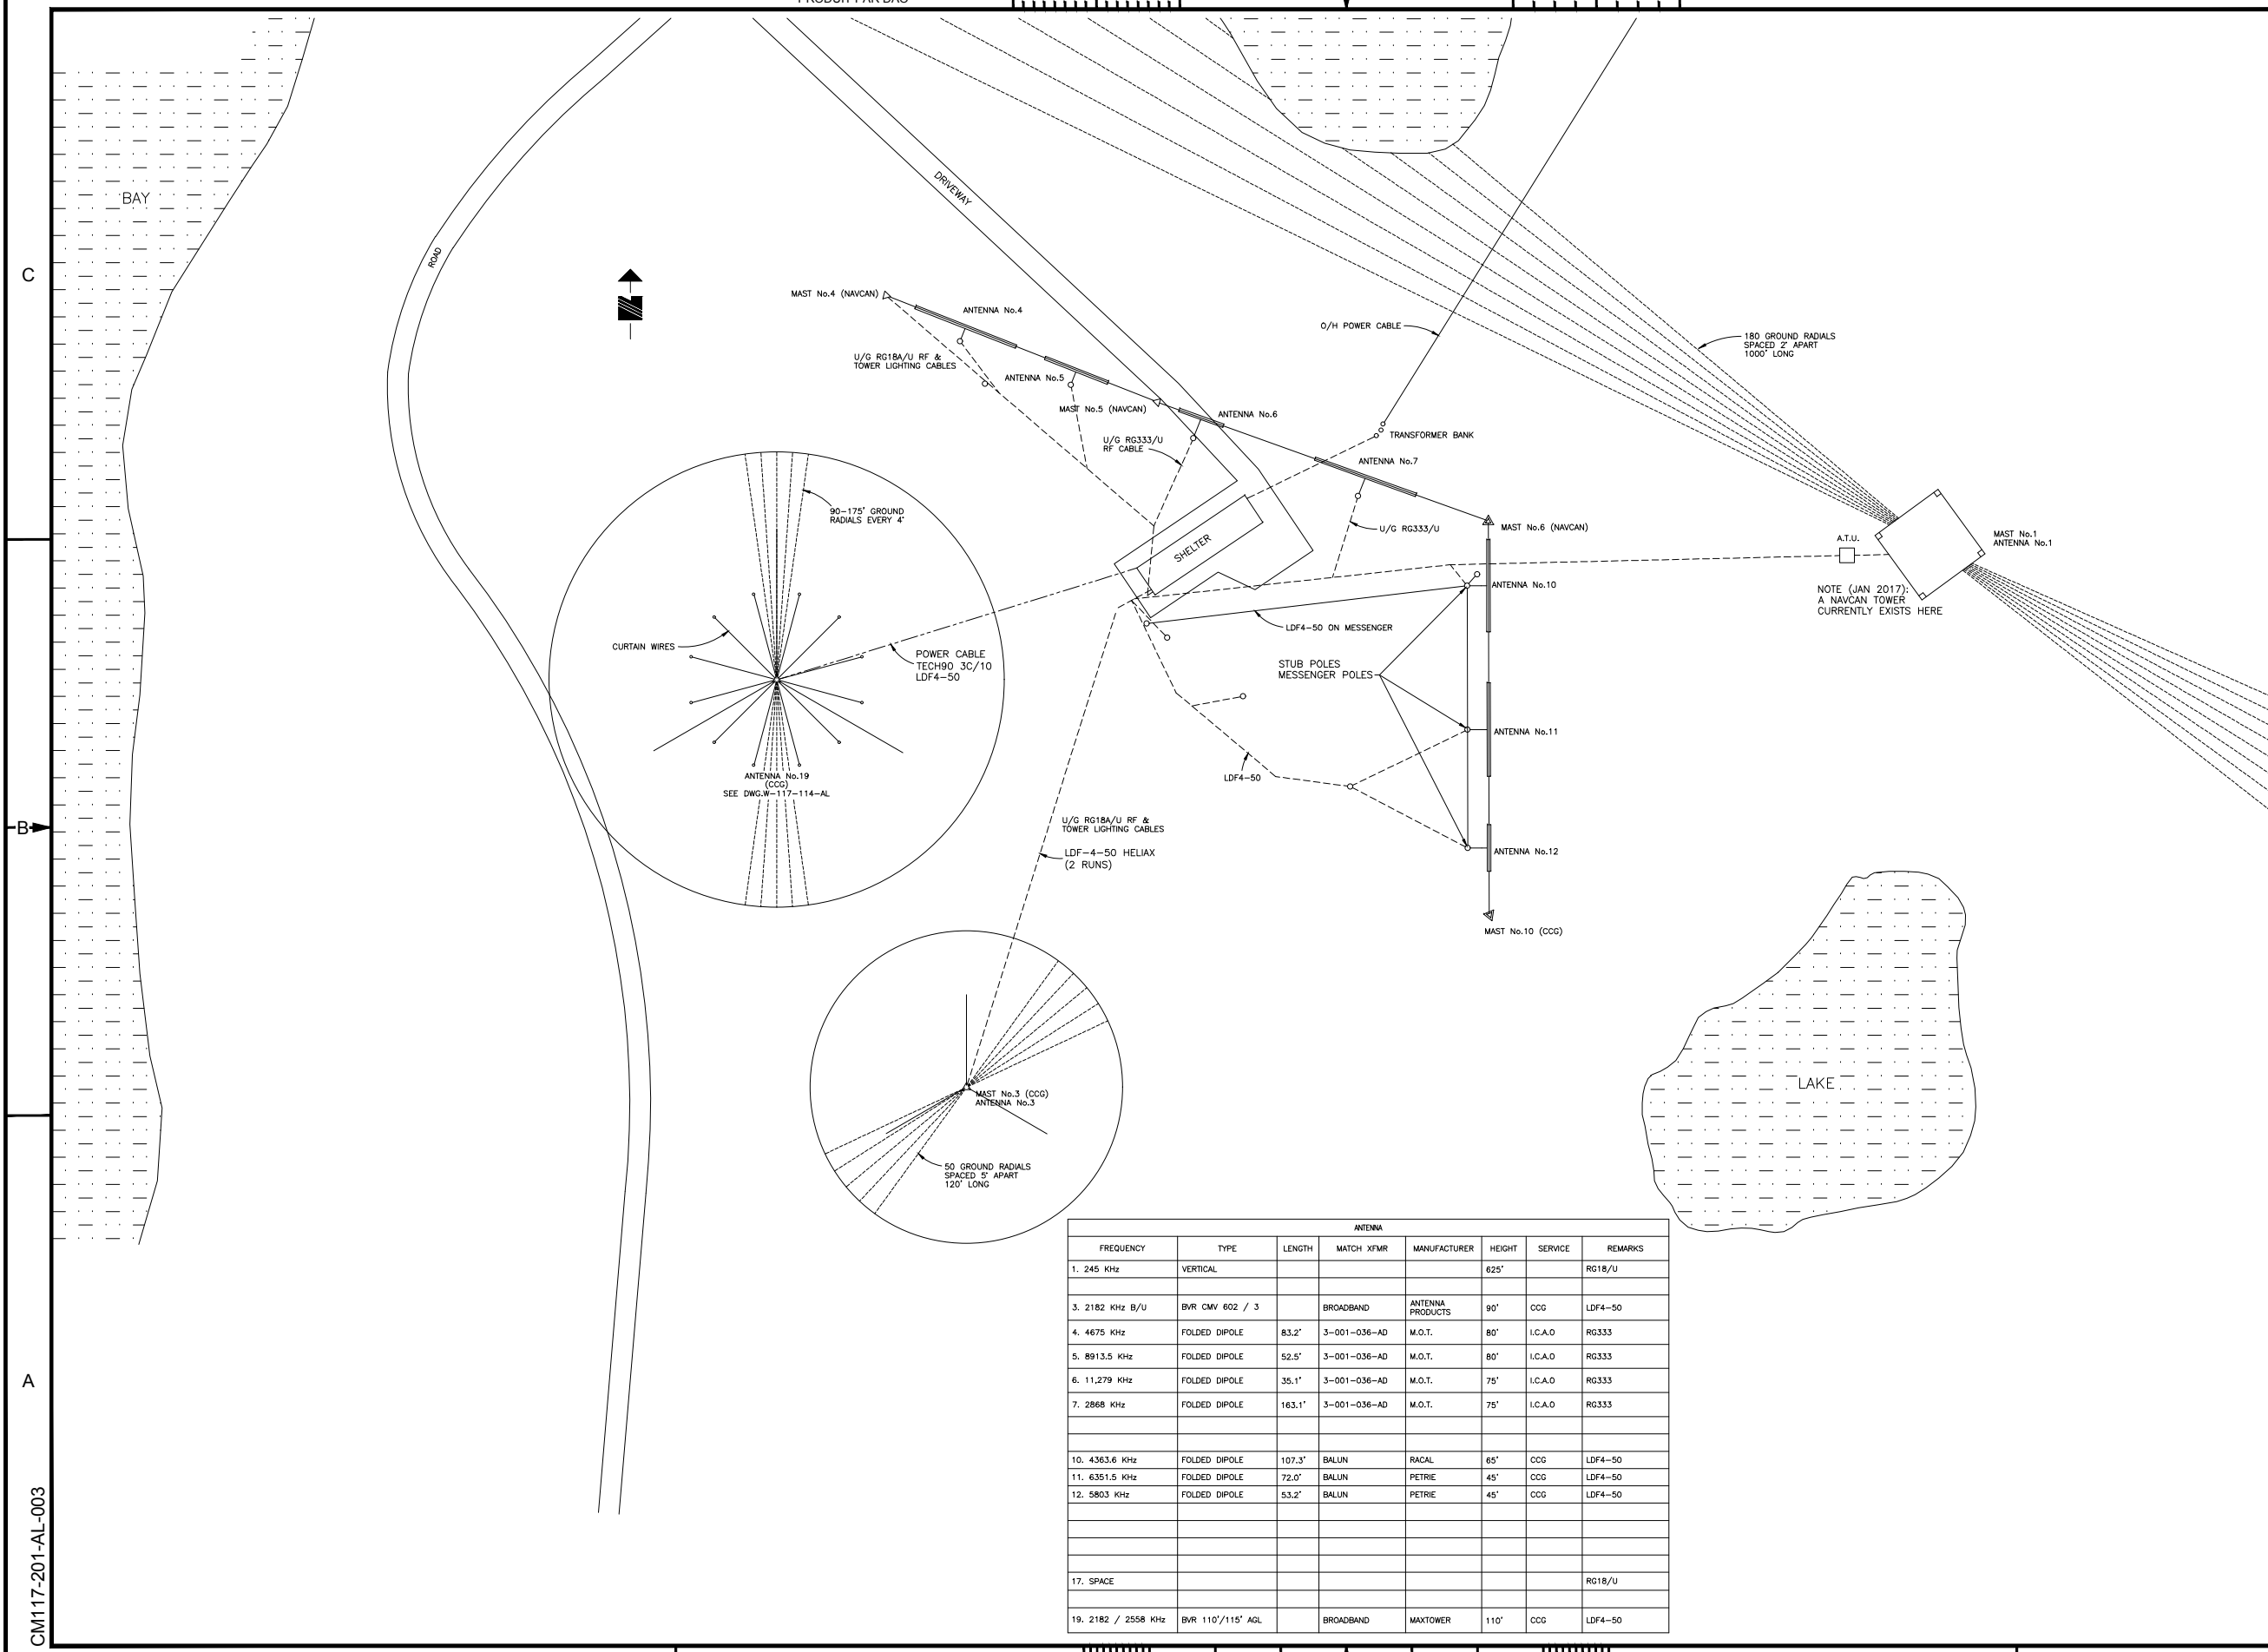 PRODUIT PAR BAC
C
B
A
CM117-201-AL-003
BAY
ROAD
DRIVEWAY
MAST No.4 (NAVCAN)
ANTENNA No.4
U/G RG18A/U RF &
TOWER LIGHTING CABLES
ANTENNA No.5
MAST No.5 (NAVCAN)
ANTENNA No.6
U/G RG333/U
RF CABLE
O/H POWER CABLE
TRANSFORMER BANK
ANTENNA No.7
U/G RG333/U
MAST No.6 (NAVCAN)
180 GROUND RADIALS
SPACED 2' APART
1000' LONG
A.T.U.
MAST No.1
ANTENNA No.1
NOTE (JAN 2017):
A NAVCAN TOWER
CURRENTLY EXISTS HERE
90-175' GROUND
RADIALS EVERY 4'
SHELTER
ANTENNA No.10
LDF4-50 ON MESSENGER
CURTAIN WIRES
POWER CABLE
TECH90 3C/10
LDF4-50
STUB POLES
MESSENGER POLES
ANTENNA No.11
LDF4-50
ANTENNA No.19
(CCG)
SEE DWG.W-117-114-AL
U/G RG18A/U RF &
TOWER LIGHTING CABLES
LDF-4-50 HELIAX
(2 RUNS)
ANTENNA No.12
MAST No.10 (CCG)
MAST No.3 (CCG)
ANTENNA No.3
50 GROUND RADIALS
SPACED 5' APART
120' LONG
LAKE
ANTENNA
FREQUENCY TYPE LENGTH MATCH XFMR MANUFACTURER HEIGHT SERVICE REMARKS
1. 245 KHz VERTICAL 625' RG18/U
3. 2182 KHz B/U BVR CMV 602 / 3 BROADBAND ANTENNA PRODUCTS 90' CCG LDF4-50
4. 4675 KHz FOLDED DIPOLE 83.2' 3-001-036-AD M.O.T. 80' I.C.A.O RG333
5. 8913.5 KHz FOLDED DIPOLE 52.5' 3-001-036-AD M.O.T. 80' I.C.A.O RG333
6. 11,279 KHz FOLDED DIPOLE 35.1' 3-001-036-AD M.O.T. 75' I.C.A.O RG333
7. 2868 KHz FOLDED DIPOLE 163.1' 3-001-036-AD M.O.T. 75' I.C.A.O RG333
10. 4363.6 KHz FOLDED DIPOLE 107.3' BALUN RACAL 65' CCG LDF4-50
11. 6351.5 KHz FOLDED DIPOLE 72.0' BALUN PETRIE 45' CCG LDF4-50
12. 5803 KHz FOLDED DIPOLE 53.2' BALUN PETRIE 45' CCG LDF4-50
17. SPACE RG18/U
19. 2182 / 2558 KHz BVR 110'/115' AGL BROADBAND MAXTOWER 110' CCG LDF4-50